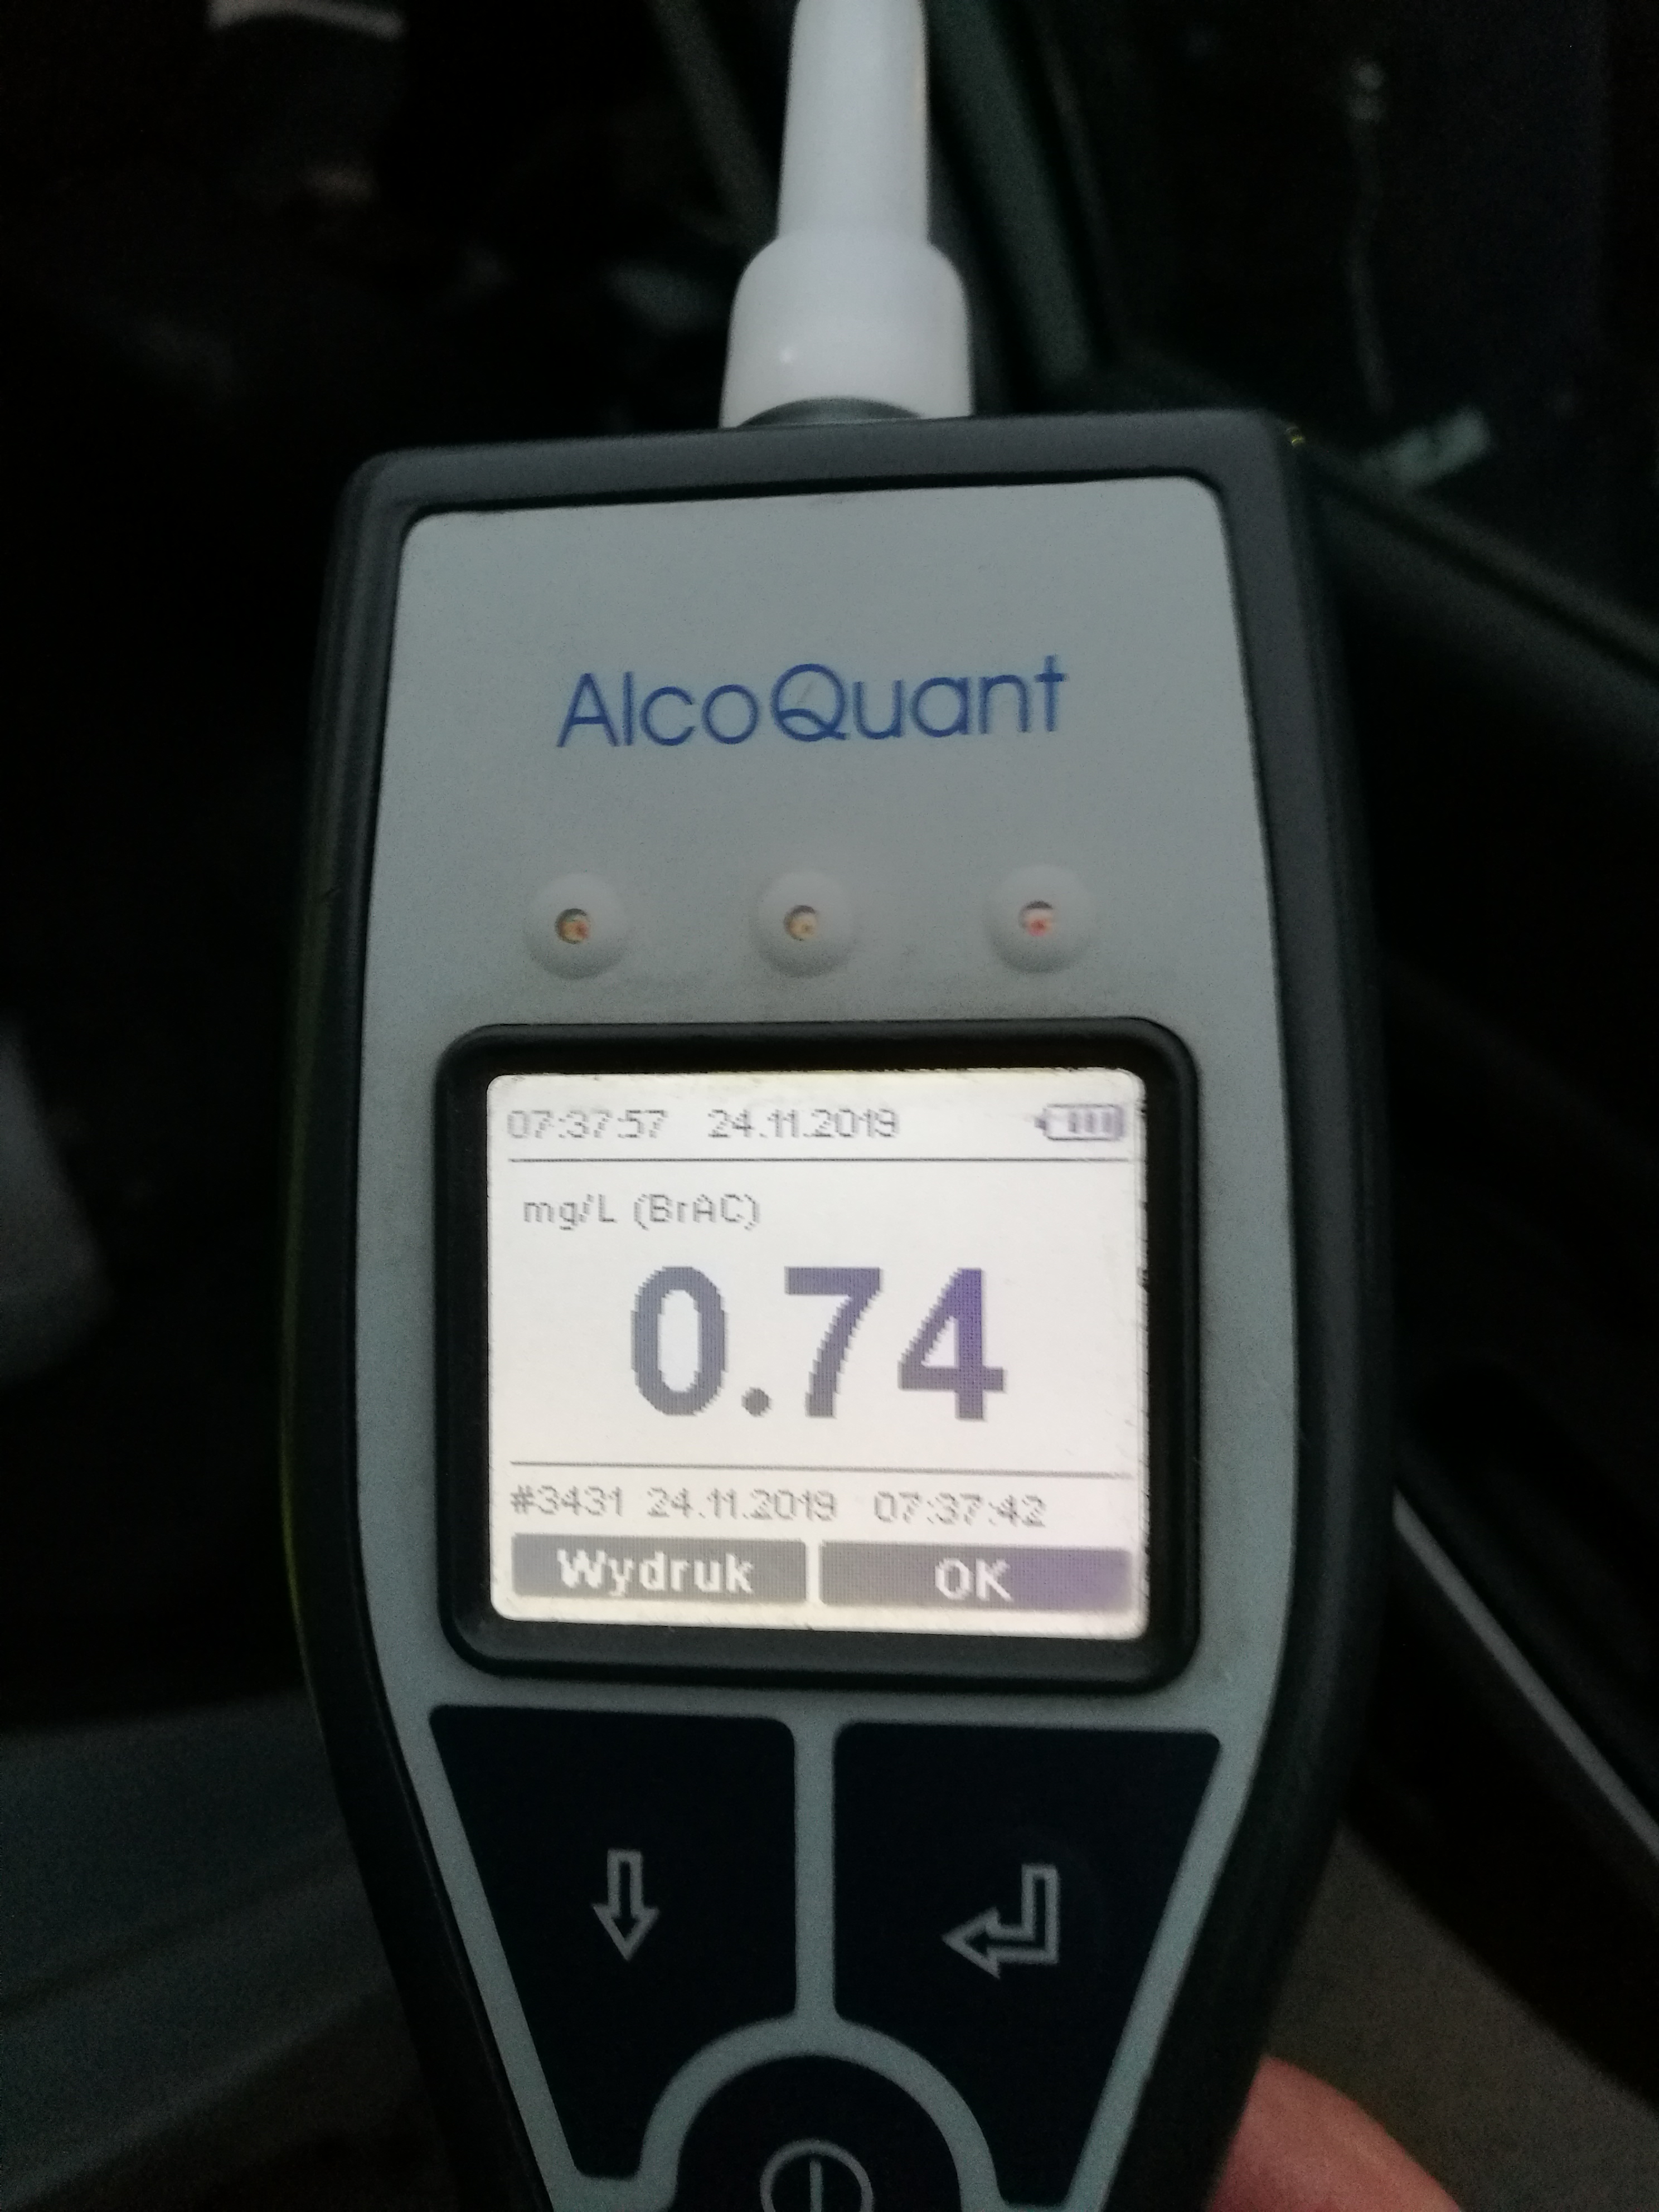 AlcoQuant
07:37:57 24.11.2019
mg/L (BrAC)
0.74
#3431 24.11.2019 07:37:42
Wydruk OK